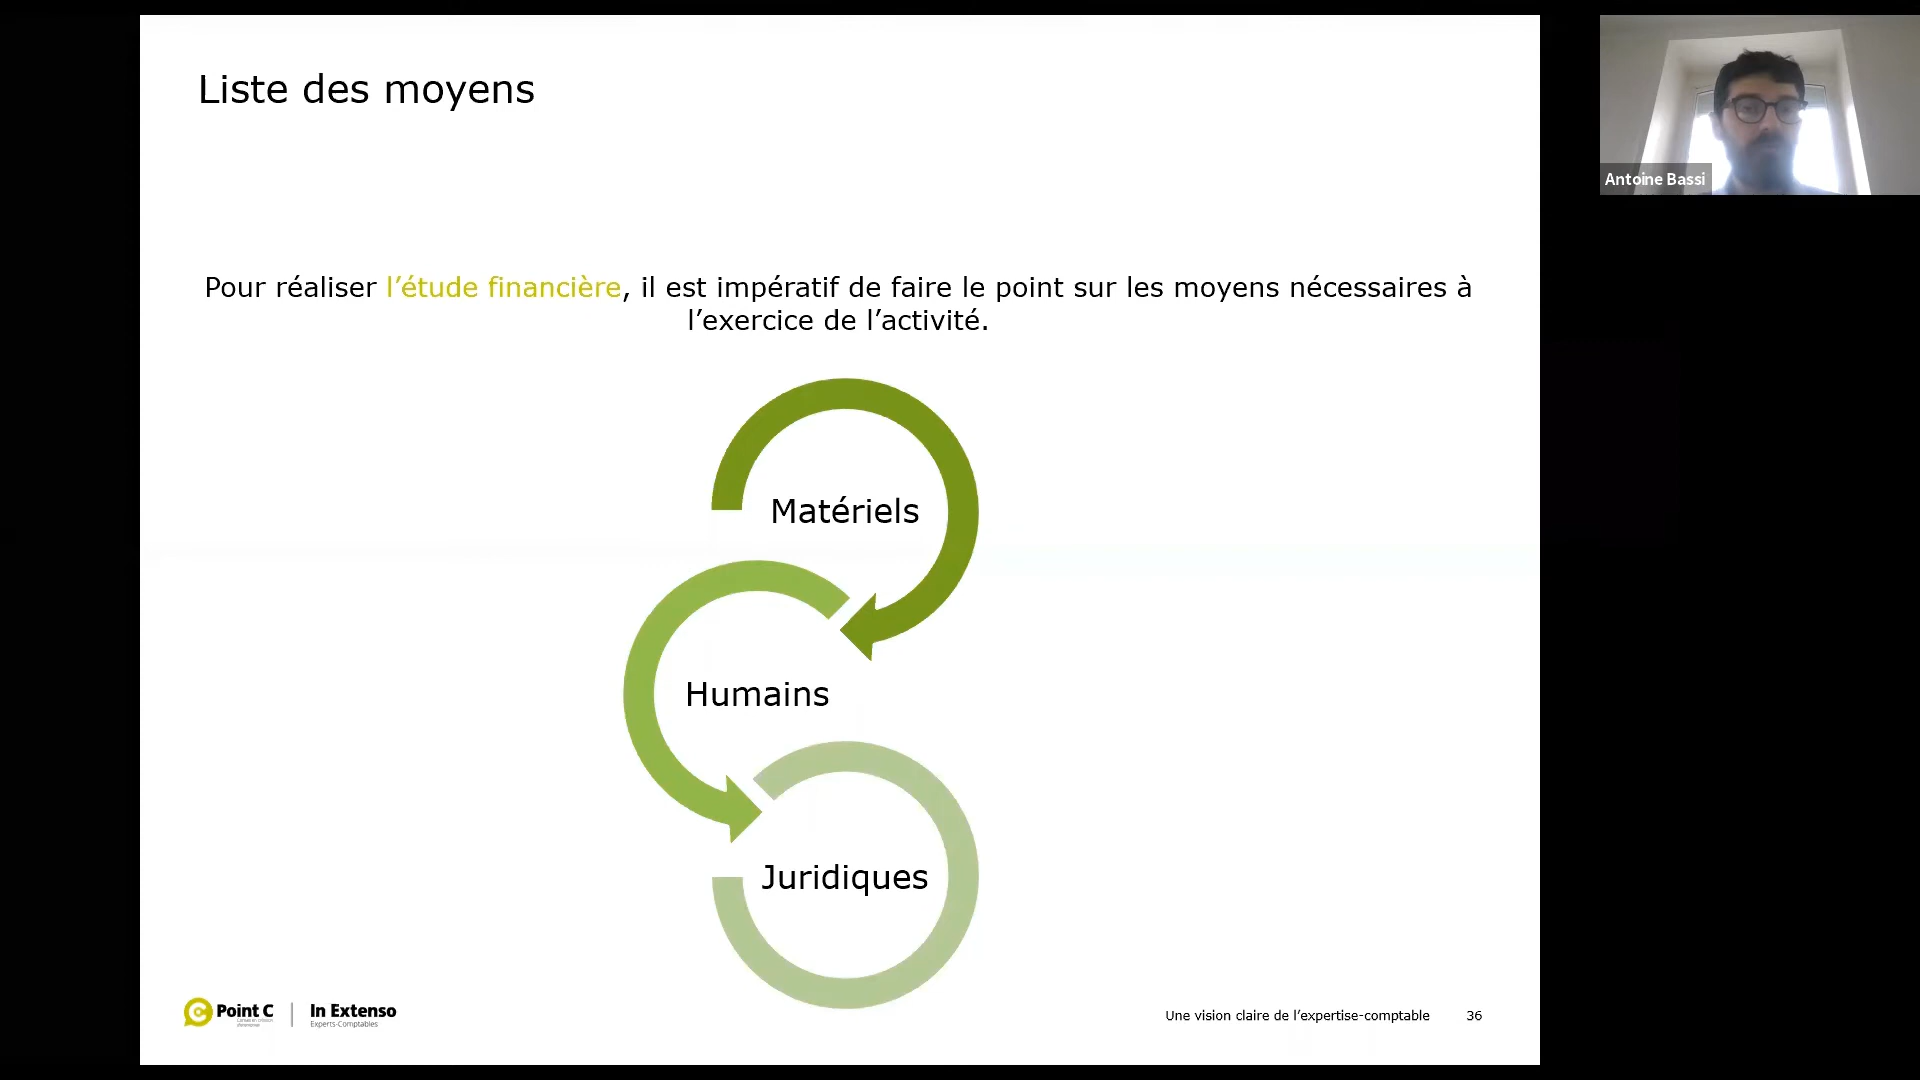 Liste des moyens
Antoine Bassi
Pour réaliser l’étude financière, il est impératif de faire le point sur les moyens nécessaires à
l’exercice de l’activité.
Matériels
Humains
Juridiques
Point C
In Extenso
Experts-Comptables
Une vision claire de l’expertise-comptable
36